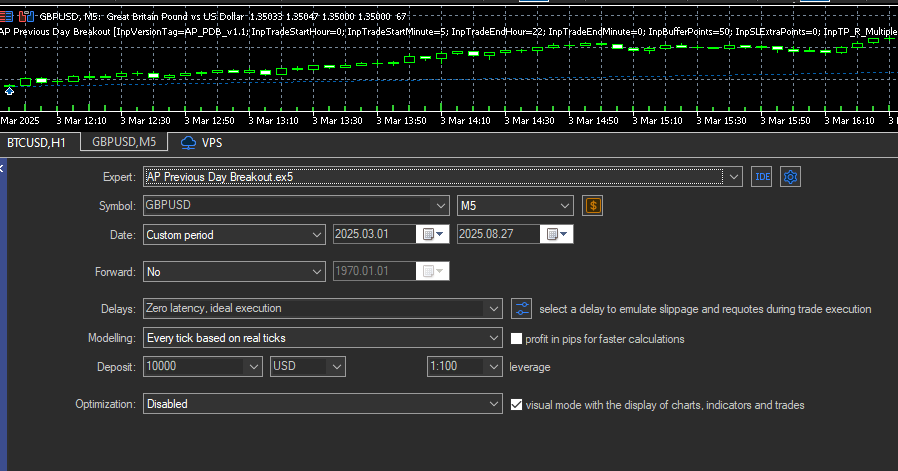 GBPUSD, M5: Great Britain Pound vs US Dollar 1.35033 1.35047 1.35000 1.35000 67
AP Previous Day Breakout [InpVersionTag=AP_PDB_v1.1; InpTradeStartHour=0; InpTradeStartMinute=5; InpTradeEndHour=22; InpTradeEndMinute=0; InpBufferPoints=50; InpSLExtraPoints=0; InpTP_R_Multiple
Mar 2025 3 Mar 12:10 3 Mar 12:30 3 Mar 12:50 3 Mar 13:10 3 Mar 13:30 3 Mar 13:50 3 Mar 14:10 3 Mar 14:30 3 Mar 14:50 3 Mar 15:10 3 Mar 15:30 3 Mar 15:50 3 Mar 16:10 3 Mar
BTCUSD,H1 GBPUSD,M5 VPS
Expert: AP Previous Day Breakout.ex5 IDE
Symbol: GBPUSD M5 $
Date: Custom period 2025.03.01 2025.08.27
Forward: No 1970.01.01
Delays: Zero latency, ideal execution select a delay to emulate slippage and requotes during trade execution
Modelling: Every tick based on real ticks profit in pips for faster calculations
Deposit: 10000 USD 1:100 leverage
Optimization: Disabled visual mode with the display of charts, indicators and trades